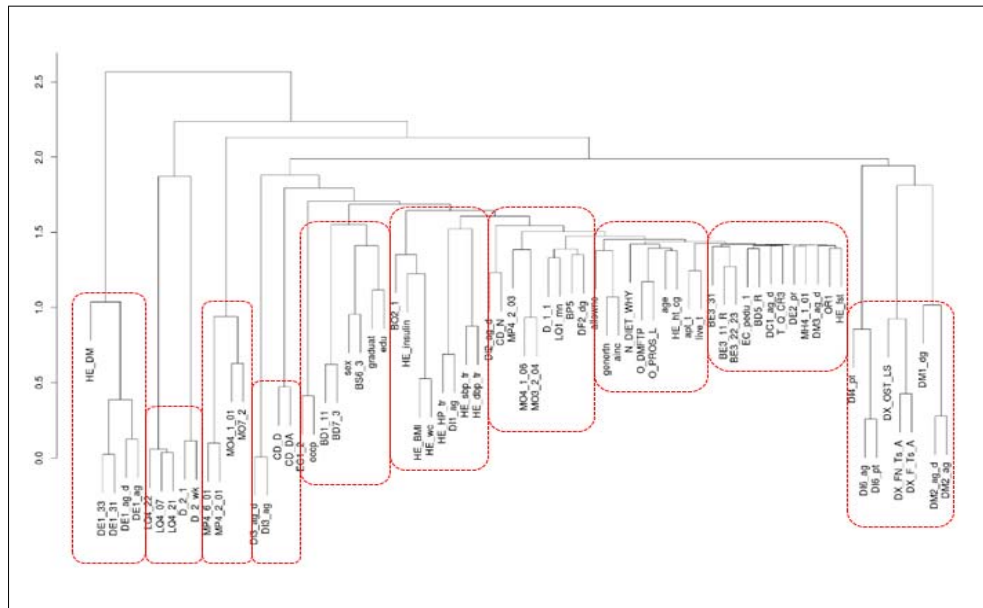 2.5
2.0
1.5
1.0
0.5
0.0
HE_DM
DE1_33
DE1_31
DE1_ag_d
DE1_ag
LQ4_22
LQ4_07
LQ4_21
D_2_1
D_2_wk
MP4_6_01
MP4_2_01
MO4_1_01
MO7_2
DI3_ag_d
DI3_ag
CD_D
CD_DA
EC1_2
occp
BD1_11
BD7_3
sex
BS6_3
graduat
edu
BO2_1
HE_insulin
HE_BMI
HE_wc
HE_HP_tr
DI1_ag
HE_sbp_tr
HE_dbp_tr
DI2_ag_d
CD_N
MP4_2_03
MO4_1_06
MO3_2_04
D_1_1
LQ1_mn
BP5
DF2_dg
allownc
genertn
ainc
N_DIET_WHY
O_DMFTP
O_PROS_L
age
HE_ht_cg
apt_t
live_t
BE3_31
BE3_11_R
BE3_22_23
EC_pedu_1
BD5_R
DC1_ag_d
T_Q_CR3
DE2_pr
MH4_1_01
DM3_ag_d
OR1
HE_fst
DI4_pt
DI6_ag
DI6_pt
DX_OST_LS
DX_FN_Ts_A
DX_F_Ts_A
DM1_dg
DM2_ag_d
DM2_ag